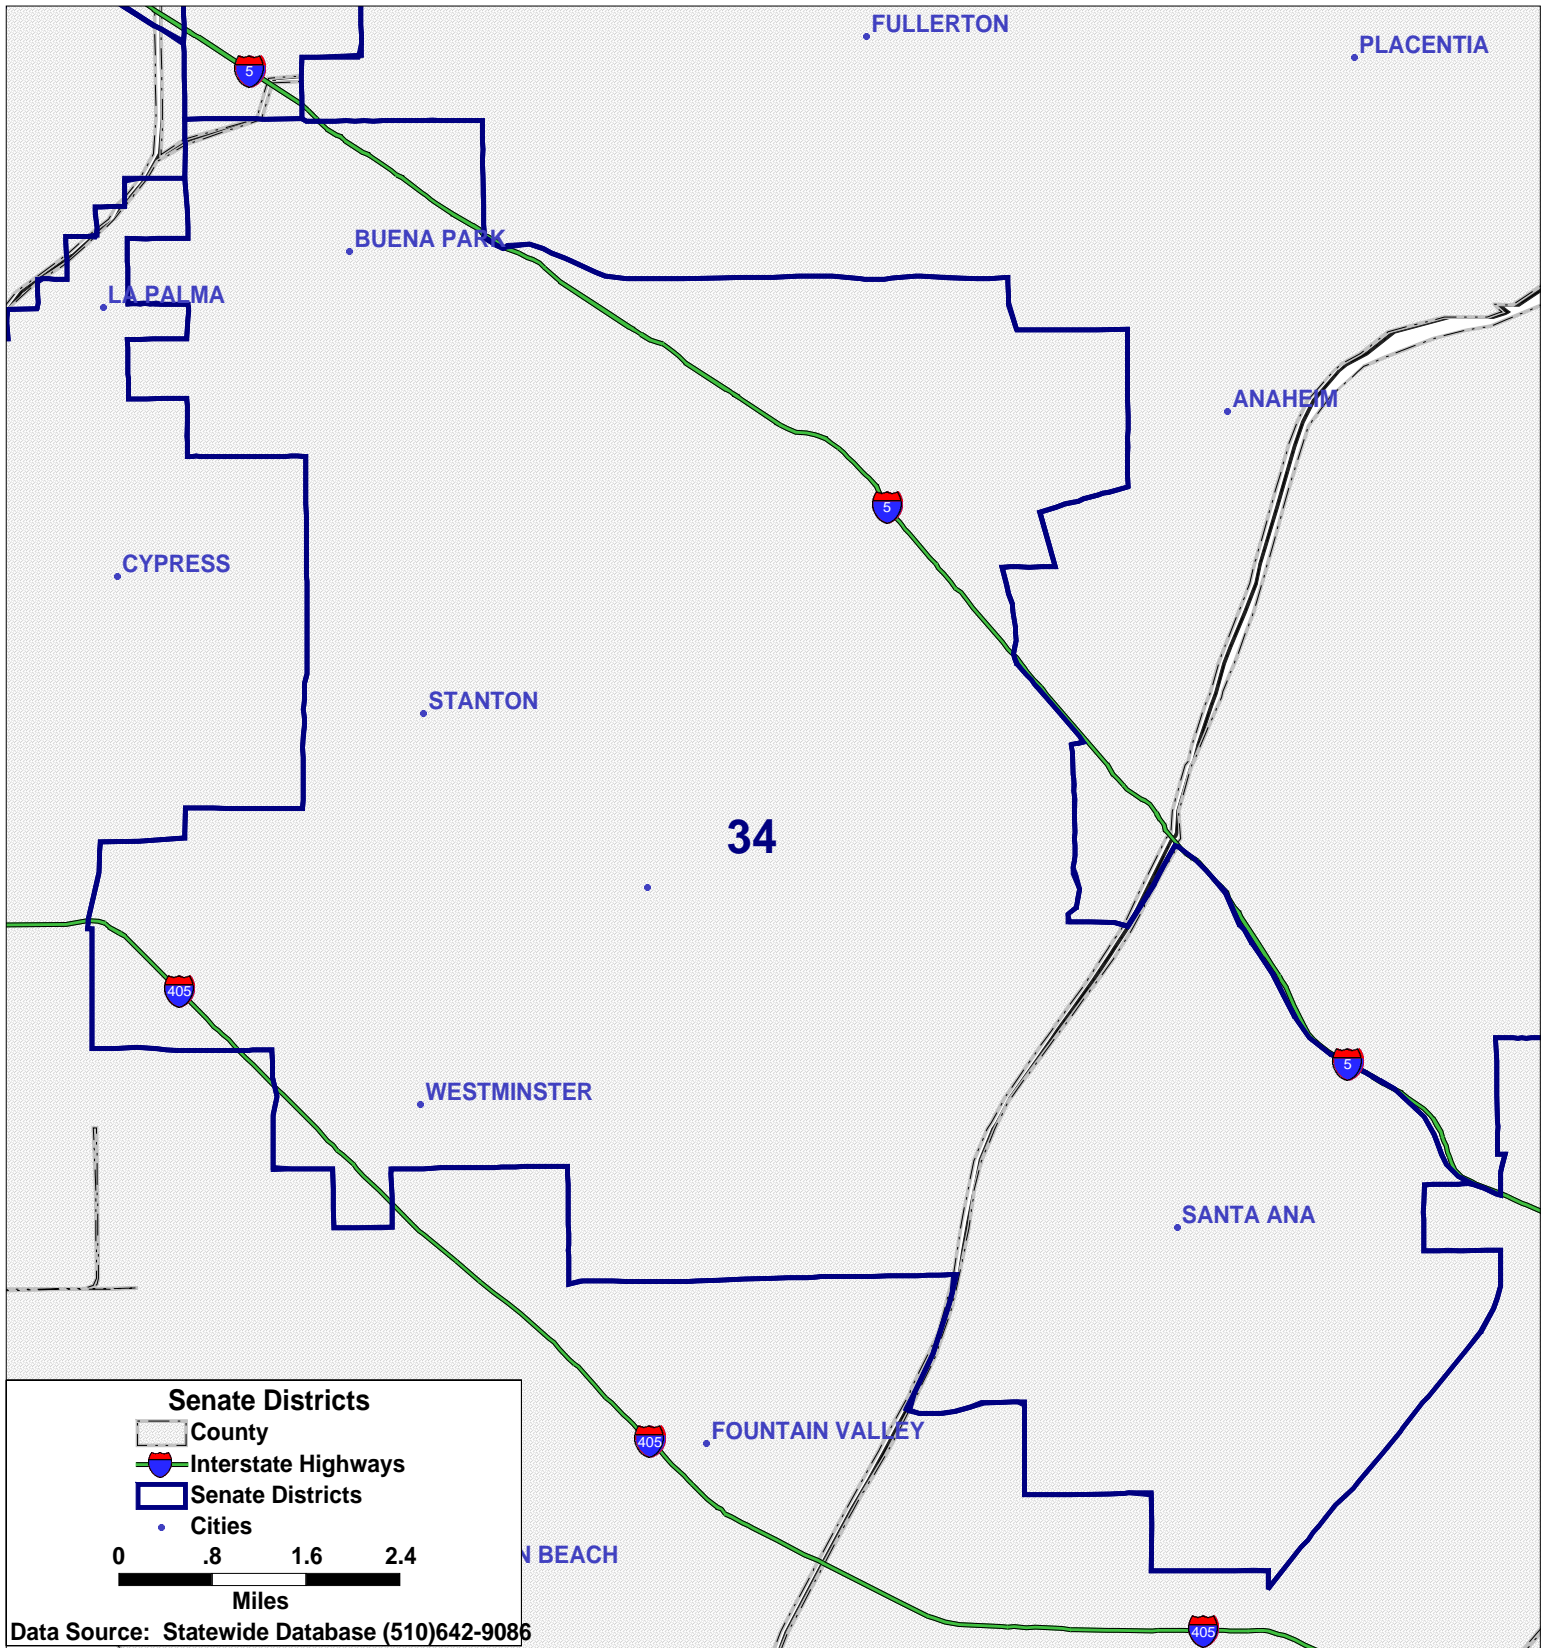 FULLERTON
PLACENTIA
5
BUENA PARK
LA PALMA
ANAHEIM
5
CYPRESS
STANTON
34
405
5
WESTMINSTER
SANTA ANA
Senate Districts
County
Interstate Highways
Senate Districts
Cities
0 .8 1.6 2.4
Miles
Data Source: Statewide Database (510)642-9086
405
FOUNTAIN VALLEY
BEACH
405